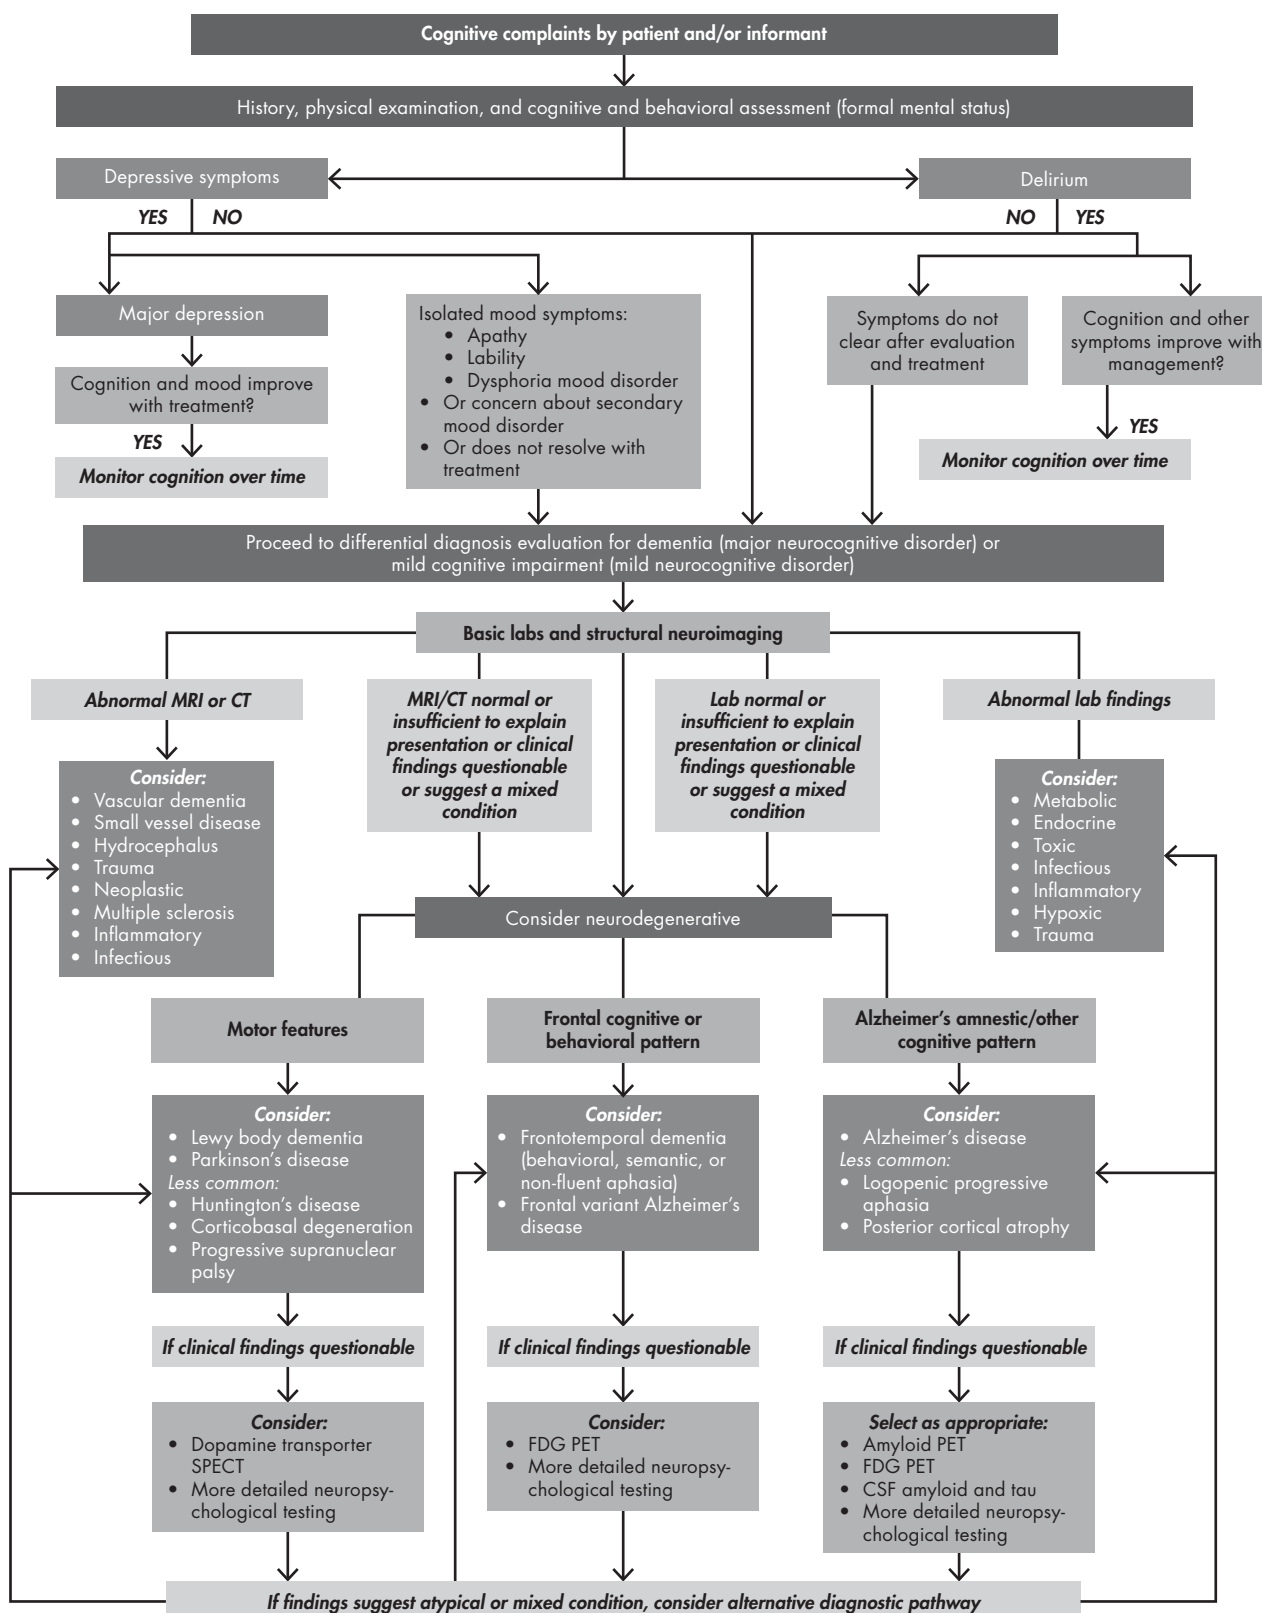 Cognitive complaints by patient and/or informant
History, physical examination, and cognitive and behavioral assessment (formal mental status)
Depressive symptoms
Delirium
YES
NO
NO
YES
Major depression
Cognition and mood improve
with treatment?
YES
Monitor cognition over time
Isolated mood symptoms:
• Apathy
• Lability
• Dysphoria mood disorder
• Or concern about secondary
mood disorder
• Or does not resolve with
treatment
Symptoms do not
clear after evaluation
and treatment
Cognition and other
symptoms improve with
management?
YES
Monitor cognition over time
Proceed to differential diagnosis evaluation for dementia (major neurocognitive disorder) or
mild cognitive impairment (mild neurocognitive disorder)
Basic labs and structural neuroimaging
Abnormal MRI or CT
MRI/CT normal or
insufficient to explain
presentation or clinical
findings questionable
or suggest a mixed
condition
Lab normal or
insufficient to explain
presentation or clinical
findings questionable
or suggest a mixed
condition
Abnormal lab findings
Consider:
• Vascular dementia
• Small vessel disease
• Hydrocephalus
• Trauma
• Neoplastic
• Multiple sclerosis
• Inflammatory
• Infectious
Consider:
• Metabolic
• Endocrine
• Toxic
• Infectious
• Inflammatory
• Hypoxic
• Trauma
Consider neurodegenerative
Motor features
Frontal cognitive or
behavioral pattern
Alzheimer's amnestic/other
cognitive pattern
Consider:
• Lewy body dementia
• Parkinson's disease
Less common:
• Huntington's disease
• Corticobasal degeneration
• Progressive supranuclear
palsy
Consider:
• Frontotemporal dementia
(behavioral, semantic, or
non-fluent aphasia)
• Frontal variant Alzheimer's
disease
Consider:
• Alzheimer's disease
Less common:
• Logopenic progressive
aphasia
• Posterior cortical atrophy
If clinical findings questionable
If clinical findings questionable
If clinical findings questionable
Consider:
• Dopamine transporter
SPECT
• More detailed neuropsy-
chological testing
Consider:
• FDG PET
• More detailed neuropsy-
chological testing
Select as appropriate:
• Amyloid PET
• FDG PET
• CSF amyloid and tau
• More detailed neuropsy-
chological testing
If findings suggest atypical or mixed condition, consider alternative diagnostic pathway